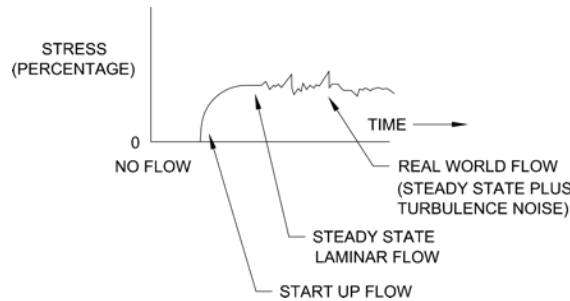 STRESS
(PERCENTAGE)
0
NO FLOW
TIME
REAL WORLD FLOW
(STEADY STATE PLUS
TURBULENCE NOISE)
STEADY STATE
LAMINAR FLOW
START UP FLOW